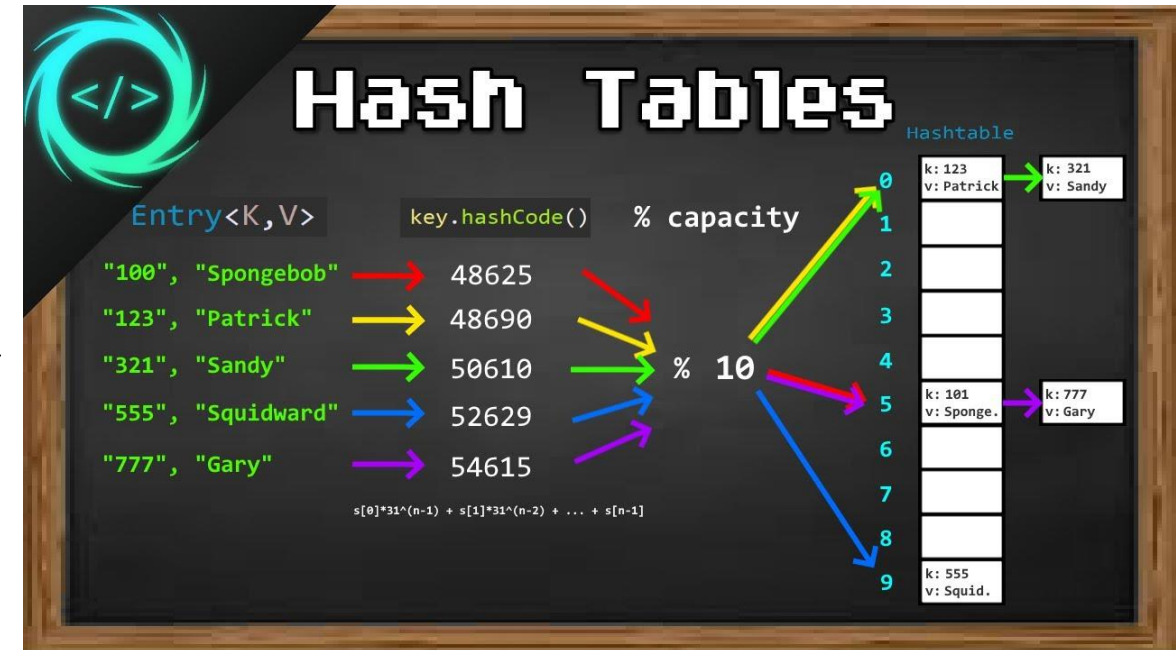 </>
Hash Tables
Hashtable
Entry<K,V>
key.hashCode()
% capacity
"100", "Spongebob"
48625
"123", "Patrick"
48690
"321", "Sandy"
50610
"555", "Squidward"
52629
"777", "Gary"
54615
s[0]*31^(n-1) + s[1]*31^(n-2) + ... + s[n-1]
% 10
0
k: 123
v: Patrick
k: 321
v: Sandy
1
2
3
4
5
k: 101
v: Sponge.
k: 777
v: Gary
6
7
8
9
k: 555
v: Squid.